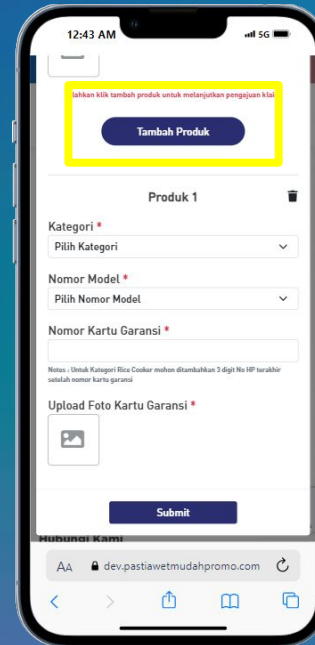 12:43 AM
5G
lahkan klik tambah produk untuk melanjutkan pengajuan klai
Tambah Produk
Produk 1
Kategori *
Pilih Kategori
Nomor Model *
Pilih Nomor Model
Nomor Kartu Garansi *
Notes : Untuk Kategori Rice Cooker mohon ditambahkan 3 digit No HP terakhir
setelah nomor kartu garansi
Upload Foto Kartu Garansi *
Submit
Hubungi Kami
AA dev.pastiawetmudahpromo.com